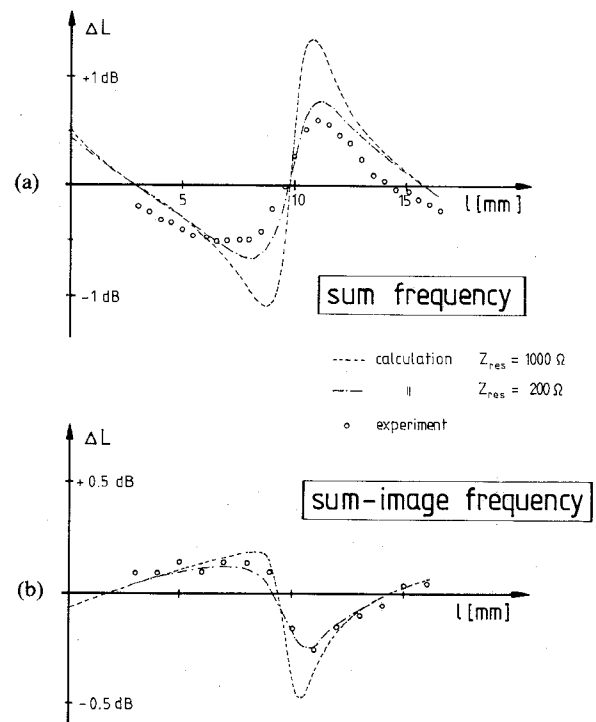 ΔL
+1 dB
(a)
5 10 15 l [mm]
-1 dB
sum frequency
calculation Z_res = 1000 Ω
" Z_res = 200 Ω
experiment
ΔL
+ 0.5 dB
sum-image frequency
(b)
l [mm]
- 0.5 dB